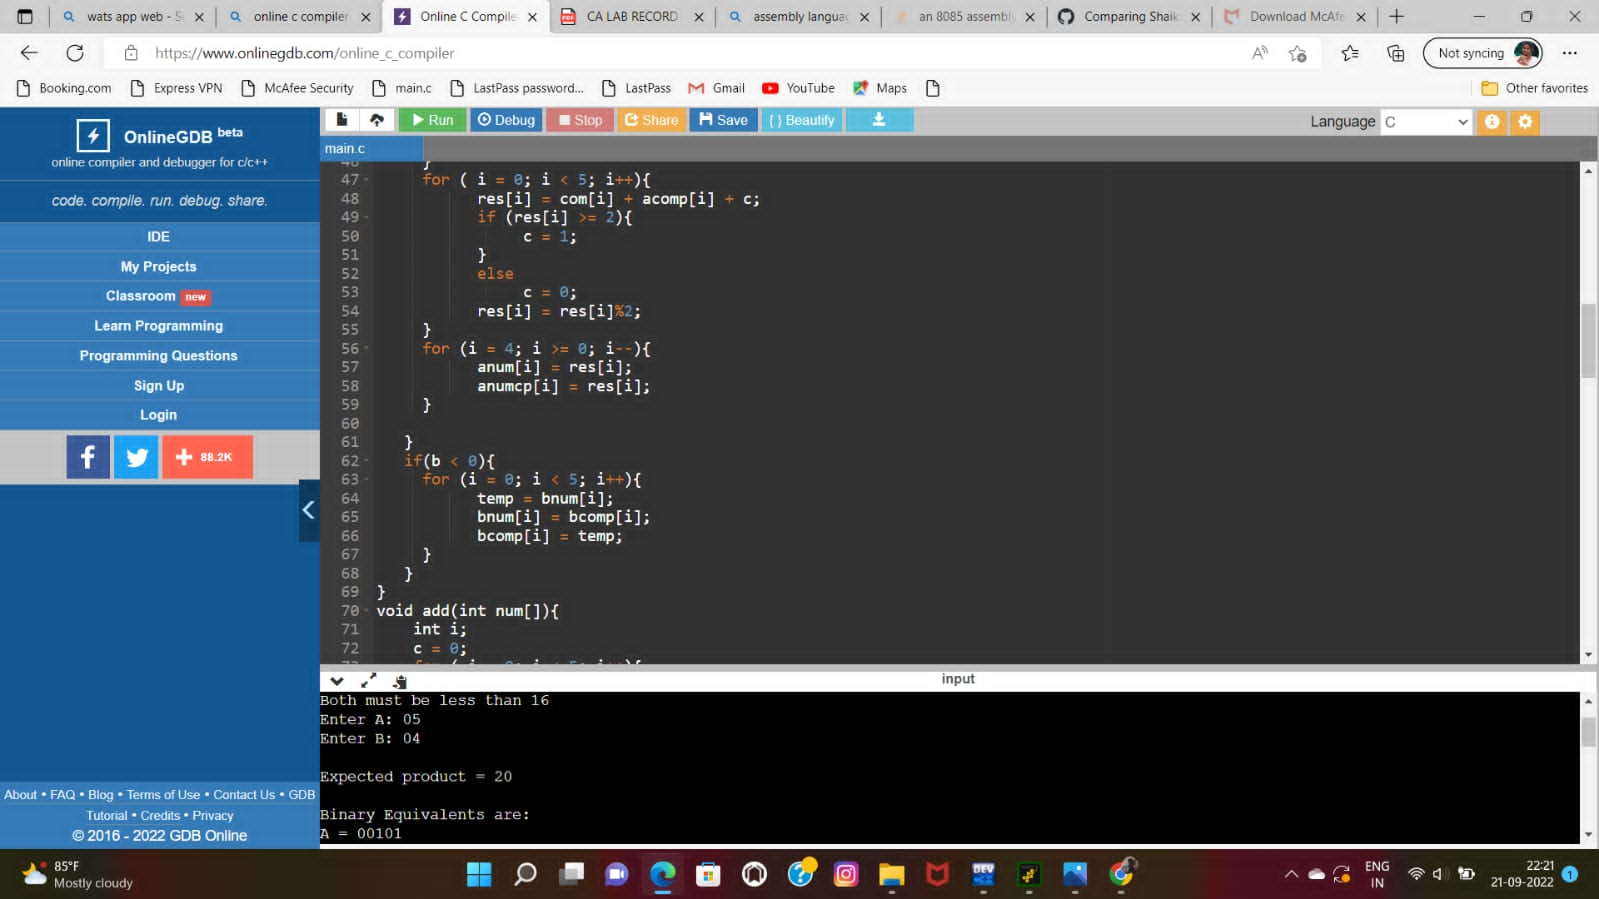 wats app web - S
online c compiler
Online C Compile
CA LAB RECORD
assembly languag
an 8085 assembl
Comparing Shaik
Download McAfe
https://www.onlinegdb.com/online_c_compiler
Not syncing
Booking.com
Express VPN
McAfee Security
main.c
LastPass password...
LastPass
Gmail
YouTube
Maps
Other favorites
OnlineGDB beta
online compiler and debugger for c/c++
code. compile. run. debug. share.
IDE
My Projects
Classroom new
Learn Programming
Programming Questions
Sign Up
Login
88.2K
About • FAQ • Blog • Terms of Use • Contact Us • GDB
Tutorial • Credits • Privacy
© 2016 - 2022 GDB Online
Run
Debug
Stop
Share
Save
{ } Beautify
Language C
main.c
46 }
47 for ( i = 0; i < 5; i++){
48 res[i] = com[i] + acomp[i] + c;
49 if (res[i] >= 2){
50 c = 1;
51 }
52 else
53 c = 0;
54 res[i] = res[i]%2;
55 }
56 for (i = 4; i >= 0; i--){
57 anum[i] = res[i];
58 anumcp[i] = res[i];
59 }
60
61 }
62 if(b < 0){
63 for (i = 0; i < 5; i++){
64 temp = bnum[i];
65 bnum[i] = bcomp[i];
66 bcomp[i] = temp;
67 }
68 }
69 }
70 void add(int num[]){
71 int i;
72 c = 0;
73 for ( i = 0; i < 5; i++){
input
Both must be less than 16
Enter A: 05
Enter B: 04
Expected product = 20
Binary Equivalents are:
A = 00101
85°F
Mostly cloudy
DEV
ENG
IN
22:21
21-09-2022
1